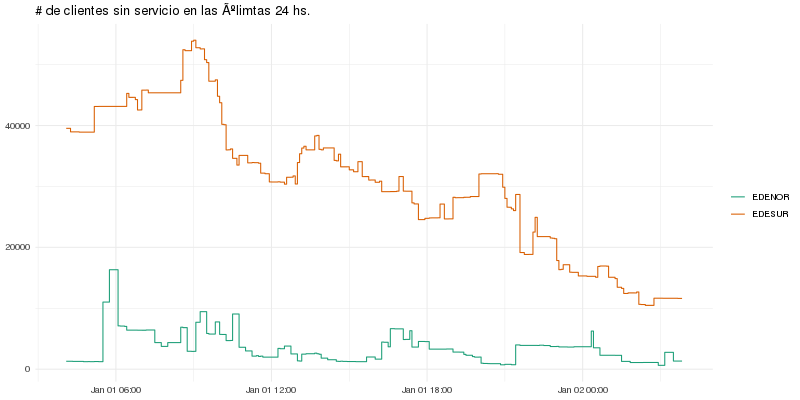 # de clientes sin servicio en las Ãºlimtas 24 hs.
40000
20000
0
Jan 01 06:00 Jan 01 12:00 Jan 01 18:00 Jan 02 00:00
EDENOR
EDESUR